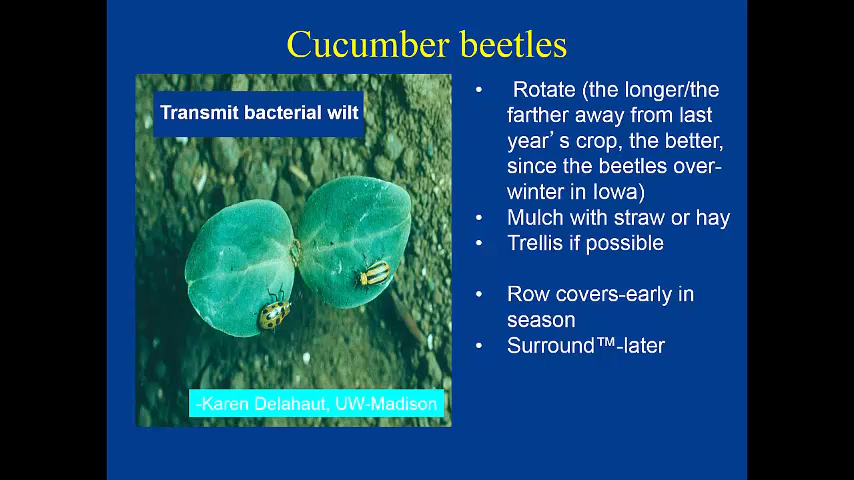 Cucumber beetles
Transmit bacterial wilt
-Karen Delahaut, UW-Madison
• Rotate (the longer/the
farther away from last
year’s crop, the better,
since the beetles over-
winter in Iowa)
• Mulch with straw or hay
• Trellis if possible
• Row covers-early in
season
• Surround™-later